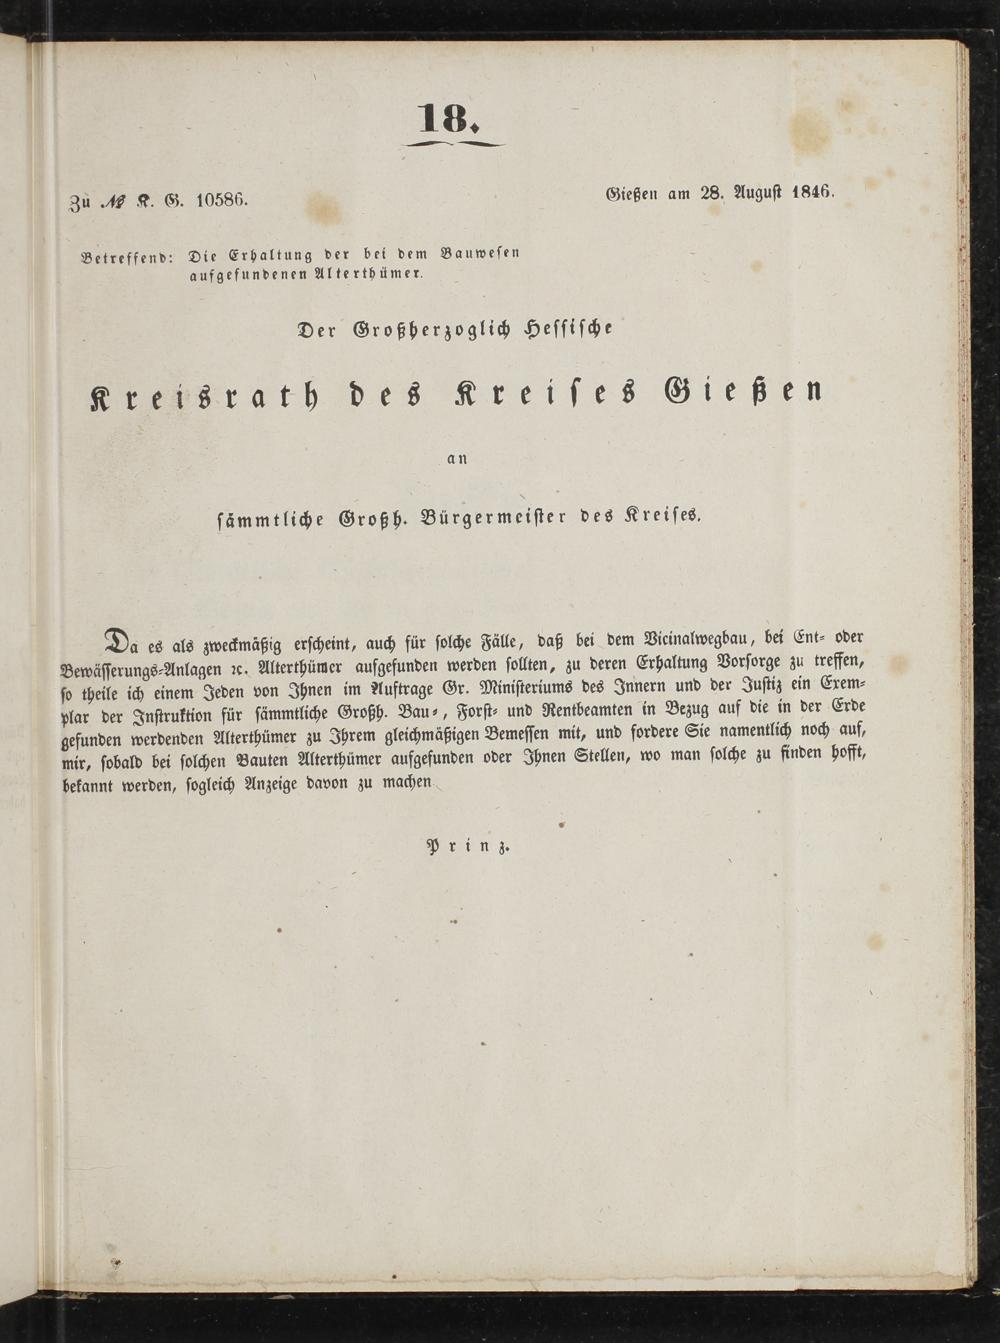 18.
Zu № K. G. 10586.
Gießen am 28. August 1846.
Betreffend: Die Erhaltung der bei dem Bauwesen
aufgefundenen Alterthümer.
Der Großherzoglich Hessische
Kreisrath des Kreises Gießen
an
sämmtliche Großh. Bürgermeister des Kreises.
Da es als zweckmäßig erscheint, auch für solche Fälle, daß bei dem Vicinalwegbau, bei Ent- oder
Bewässerungs-Anlagen ꝛc. Alterthümer aufgefunden werden sollten, zu deren Erhaltung Vorsorge zu treffen,
so theile ich einem Jeden von Ihnen im Auftrage Gr. Ministeriums des Innern und der Justiz ein Exem-
plar der Instruktion für sämmtliche Großh. Bau-, Forst- und Rentbeamten in Bezug auf die in der Erde
gefunden werdenden Alterthümer zu Ihrem gleichmäßigen Bemessen mit, und fordere Sie namentlich noch auf,
mir, sobald bei solchen Bauten Alterthümer aufgefunden oder Ihnen Stellen, wo man solche zu finden hofft,
bekannt werden, sogleich Anzeige davon zu machen
Prinz.